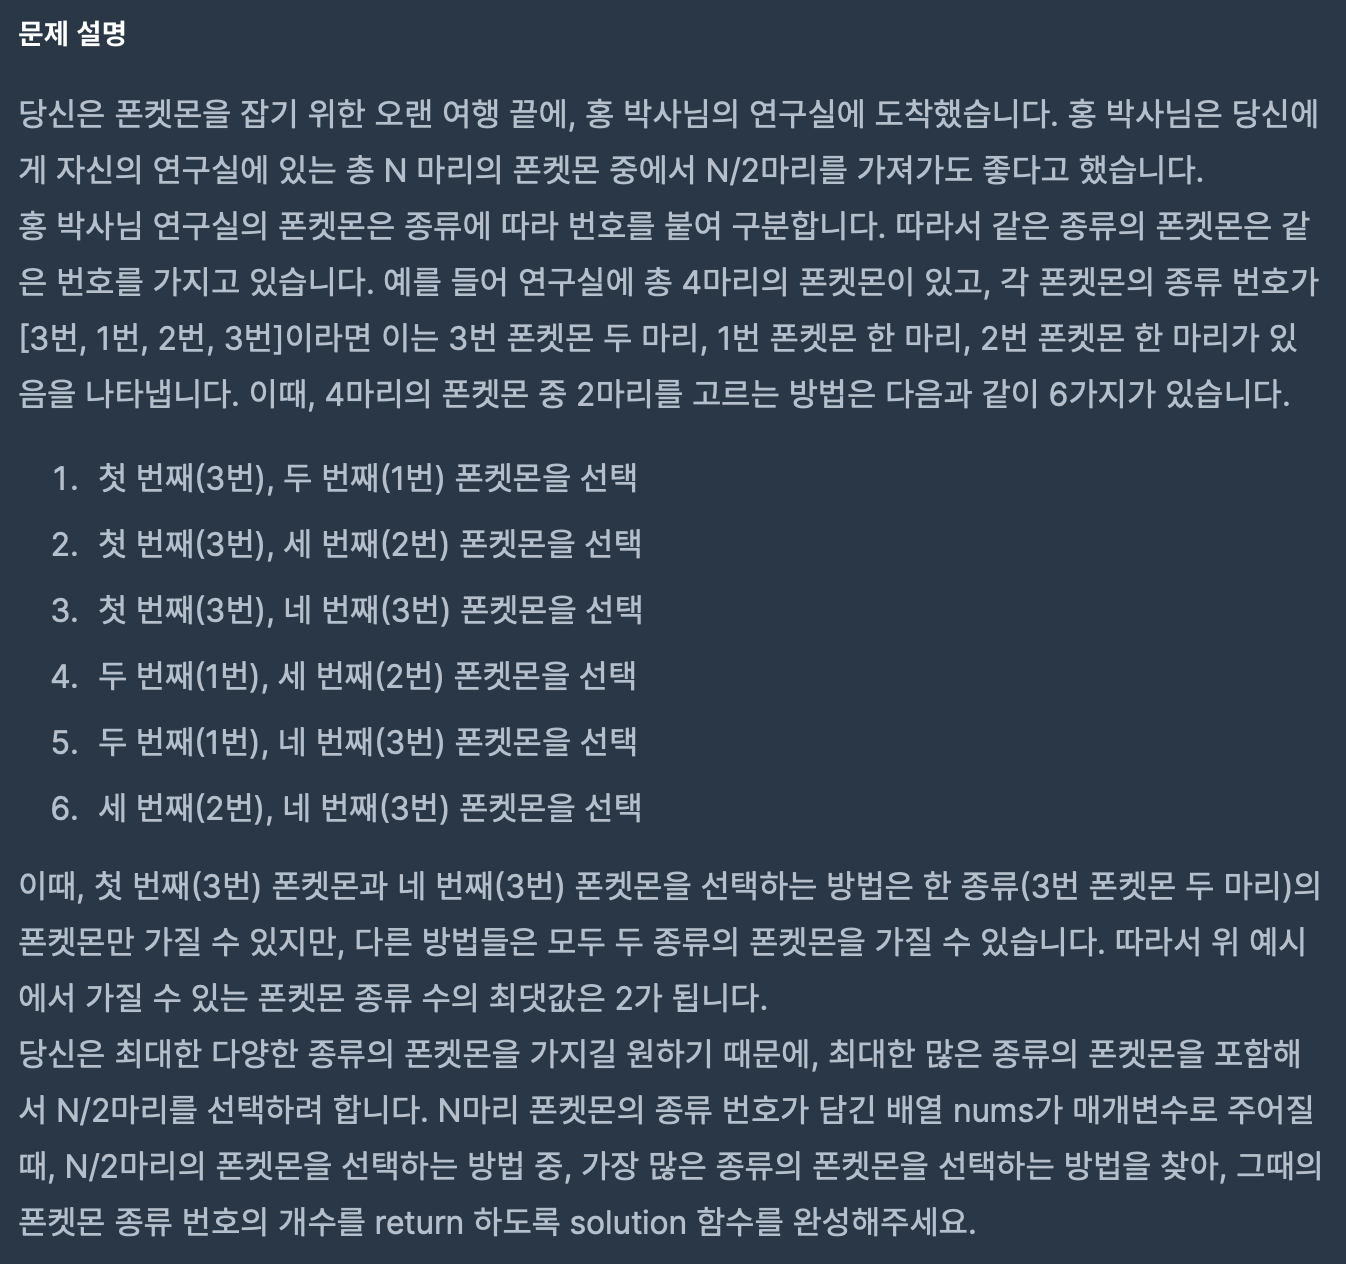 문제 설명
당신은 폰켓몬을 잡기 위한 오랜 여행 끝에, 홍 박사님의 연구실에 도착했습니다. 홍 박사님은 당신에
게 자신의 연구실에 있는 총 N 마리의 폰켓몬 중에서 N/2마리를 가져가도 좋다고 했습니다.
홍 박사님 연구실의 폰켓몬은 종류에 따라 번호를 붙여 구분합니다. 따라서 같은 종류의 폰켓몬은 같
은 번호를 가지고 있습니다. 예를 들어 연구실에 총 4마리의 폰켓몬이 있고, 각 폰켓몬의 종류 번호가
[3번, 1번, 2번, 3번]이라면 이는 3번 폰켓몬 두 마리, 1번 폰켓몬 한 마리, 2번 폰켓몬 한 마리가 있
음을 나타냅니다. 이때, 4마리의 폰켓몬 중 2마리를 고르는 방법은 다음과 같이 6가지가 있습니다.
1. 첫 번째(3번), 두 번째(1번) 폰켓몬을 선택
2. 첫 번째(3번), 세 번째(2번) 폰켓몬을 선택
3. 첫 번째(3번), 네 번째(3번) 폰켓몬을 선택
4. 두 번째(1번), 세 번째(2번) 폰켓몬을 선택
5. 두 번째(1번), 네 번째(3번) 폰켓몬을 선택
6. 세 번째(2번), 네 번째(3번) 폰켓몬을 선택
이때, 첫 번째(3번) 폰켓몬과 네 번째(3번) 폰켓몬을 선택하는 방법은 한 종류(3번 폰켓몬 두 마리)의
폰켓몬만 가질 수 있지만, 다른 방법들은 모두 두 종류의 폰켓몬을 가질 수 있습니다. 따라서 위 예시
에서 가질 수 있는 폰켓몬 종류 수의 최댓값은 2가 됩니다.
당신은 최대한 다양한 종류의 폰켓몬을 가지길 원하기 때문에, 최대한 많은 종류의 폰켓몬을 포함해
서 N/2마리를 선택하려 합니다. N마리 폰켓몬의 종류 번호가 담긴 배열 nums가 매개변수로 주어질
때, N/2마리의 폰켓몬을 선택하는 방법 중, 가장 많은 종류의 폰켓몬을 선택하는 방법을 찾아, 그때의
폰켓몬 종류 번호의 개수를 return 하도록 solution 함수를 완성해주세요.